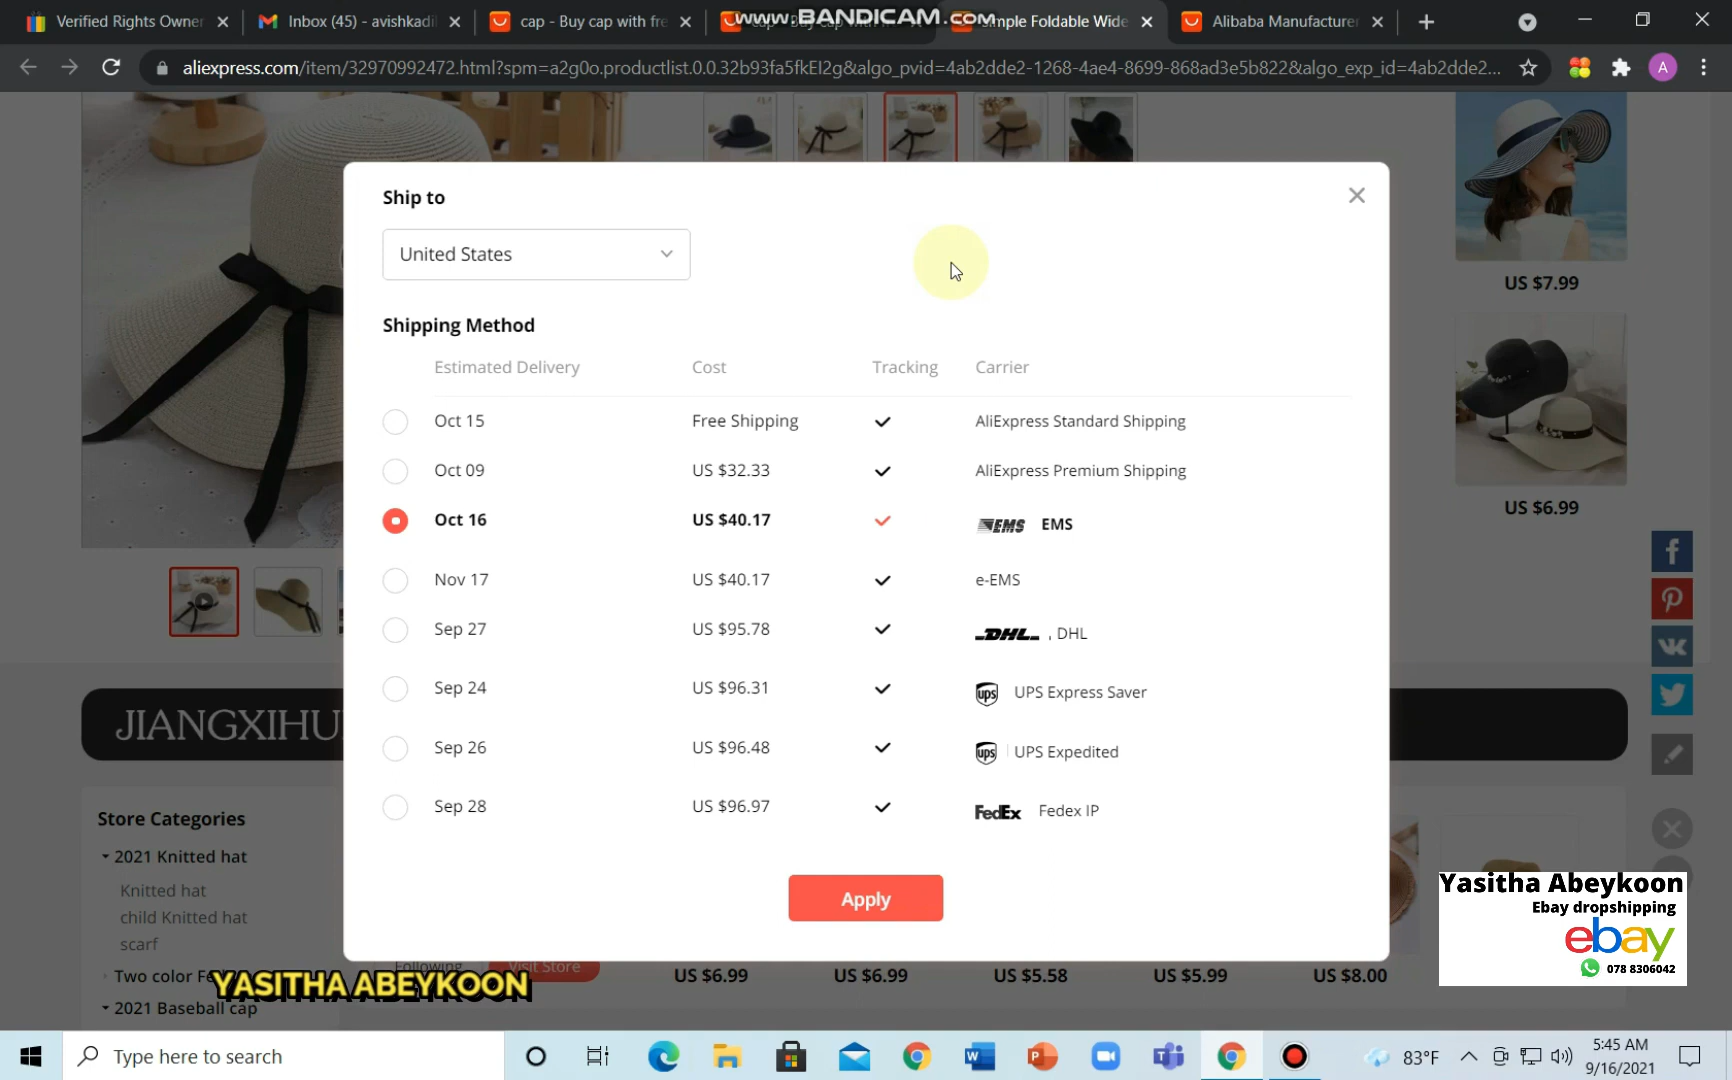 Verified Rights Owner
Inbox (45) - avishkadil
cap - Buy cap with fre
Simple Foldable Wide
Alibaba Manufacturer
www.BANDICAM.com
aliexpress.com/item/32970992472.html?spm=a2g0o.productlist.0.0.32b93fa5fkEI2g&algo_pvid=4ab2dde2-1268-4ae4-8699-868ad3e5b822&algo_exp_id=4ab2dde2...
A
Ship to
United States
Shipping Method
Estimated Delivery Cost Tracking Carrier
Oct 15 Free Shipping AliExpress Standard Shipping
Oct 09 US $32.33 AliExpress Premium Shipping
Oct 16 US $40.17 EMS EMS
Nov 17 US $40.17 e-EMS
Sep 27 US $95.78 DHL , DHL
Sep 24 US $96.31 ups UPS Express Saver
Sep 26 US $96.48 ups UPS Expedited
Sep 28 US $96.97 FedEx Fedex IP
Apply
US $7.99
US $6.99
JIANGXIHU
Store Categories
2021 Knitted hat
Knitted hat
child Knitted hat
scarf
Two color Fe
2021 Baseball cap
Following
Visit Store
US $6.99 US $6.99 US $5.58 US $5.99 US $8.00
YASITHA ABEYKOON
Yasitha Abeykoon
Ebay dropshipping
ebay
078 8306042
Type here to search
83°F
5:45 AM
9/16/2021